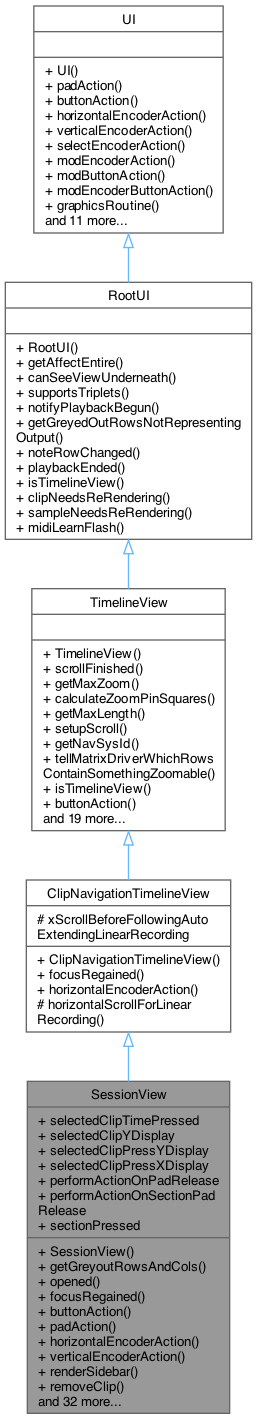 UI
+ UI()
+ padAction()
+ buttonAction()
+ horizontalEncoderAction()
+ verticalEncoderAction()
+ selectEncoderAction()
+ modEncoderAction()
+ modButtonAction()
+ modEncoderButtonAction()
+ graphicsRoutine()
and 11 more...
RootUI
+ RootUI()
+ getAffectEntire()
+ canSeeViewUnderneath()
+ supportsTriplets()
+ notifyPlaybackBegun()
+ getGreyedOutRowsNotRepresenting
Output()
+ noteRowChanged()
+ playbackEnded()
+ isTimelineView()
+ clipNeedsReRendering()
+ sampleNeedsReRendering()
+ midiLearnFlash()
TimelineView
+ TimelineView()
+ scrollFinished()
+ getMaxZoom()
+ calculateZoomPinSquares()
+ getMaxLength()
+ setupScroll()
+ getNavSysId()
+ tellMatrixDriverWhichRows
ContainSomethingZoomable()
+ isTimelineView()
+ buttonAction()
and 19 more...
ClipNavigationTimelineView
# xScrollBeforeFollowingAuto
ExtendingLinearRecording
+ ClipNavigationTimelineView()
+ focusRegained()
+ horizontalEncoderAction()
# horizontalScrollForLinear
Recording()
SessionView
+ selectedClipTimePressed
+ selectedClipYDisplay
+ selectedClipPressYDisplay
+ selectedClipPressXDisplay
+ performActionOnPadRelease
+ performActionOnSectionPad
Release
+ sectionPressed
+ SessionView()
+ getGreyoutRowsAndCols()
+ opened()
+ focusRegained()
+ buttonAction()
+ padAction()
+ horizontalEncoderAction()
+ verticalEncoderAction()
+ renderSidebar()
+ removeClip()
and 32 more...